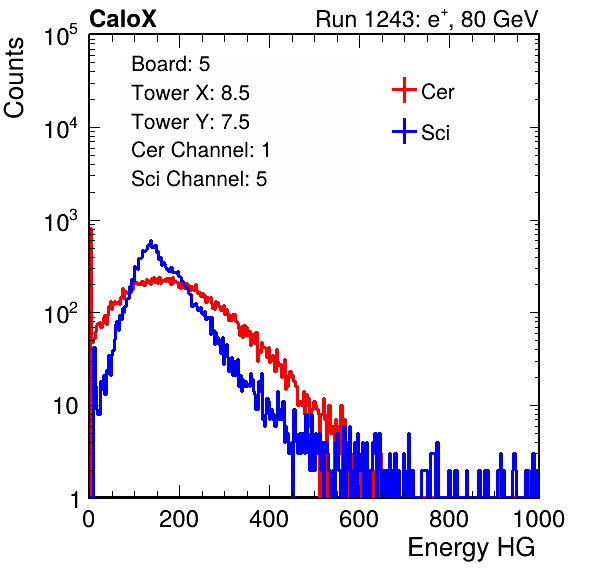 CaloX Run 1243: e⁺, 80 GeV
Counts
10⁵
10⁴
10³
10²
10
1
Board: 5
Tower X: 8.5
Tower Y: 7.5
Cer Channel: 1
Sci Channel: 5
Cer
Sci
0 200 400 600 800 1000
Energy HG